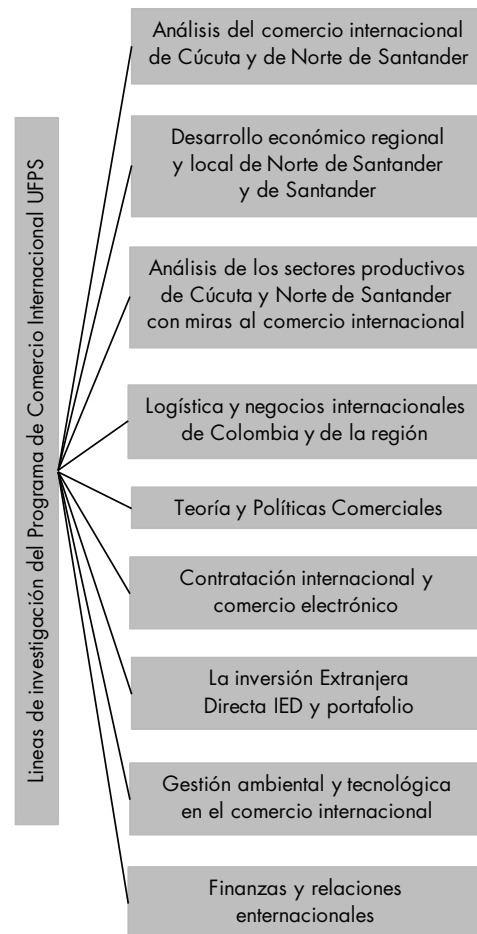 Lineas de investigación del Programa de Comercio Internacional UFPS
Análisis del comercio internacional
de Cúcuta y de Norte de Santander
Desarrollo económico regional
y local de Norte de Santander
y de Santander
Análisis de los sectores productivos
de Cúcuta y Norte de Santander
con miras al comercio internacional
Logística y negocios internacionales
de Colombia y de la región
Teoría y Políticas Comerciales
Contratación internacional y
comercio electrónico
La inversión Extranjera
Directa IED y portafolio
Gestión ambiental y tecnológica
en el comercio internacional
Finanzas y relaciones
enternacionales